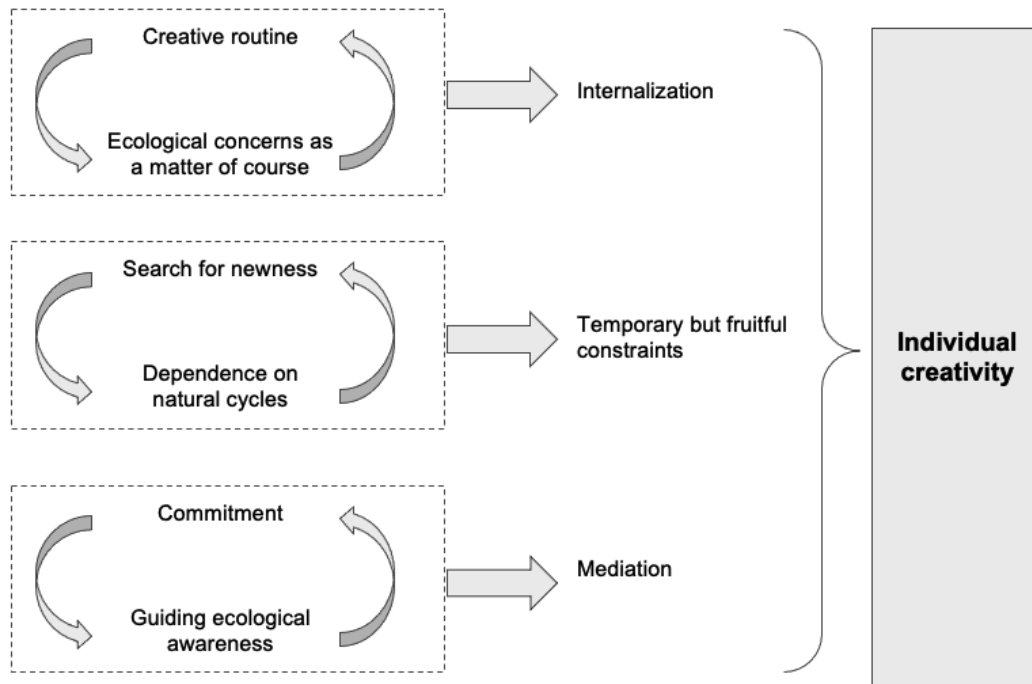 Creative routine
Ecological concerns as
a matter of course
Internalization
Search for newness
Dependence on
natural cycles
Temporary but fruitful
constraints
Commitment
Guiding ecological
awareness
Mediation
Individual
creativity